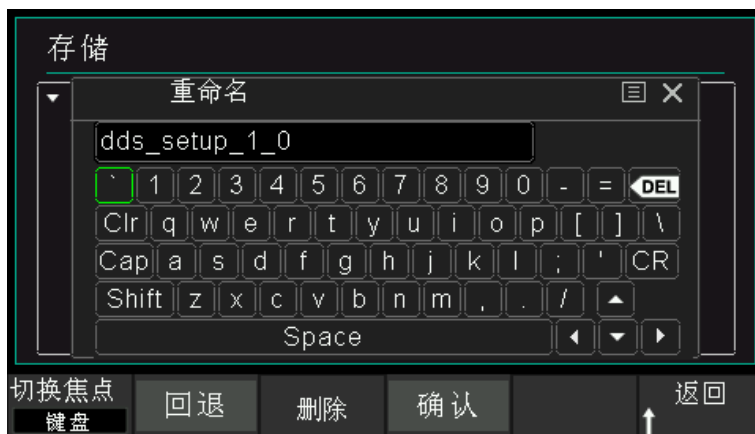 存储
重命名
dds_setup_1_0
` 1 2 3 4 5 6 7 8 9 0 - = DEL
Clr q w e r t y u i o p [ ] \
Cap a s d f g h j k l ; ' CR
Shift z x c v b n m , . /
Space
切换焦点 回退 删除 确认 返回
键盘